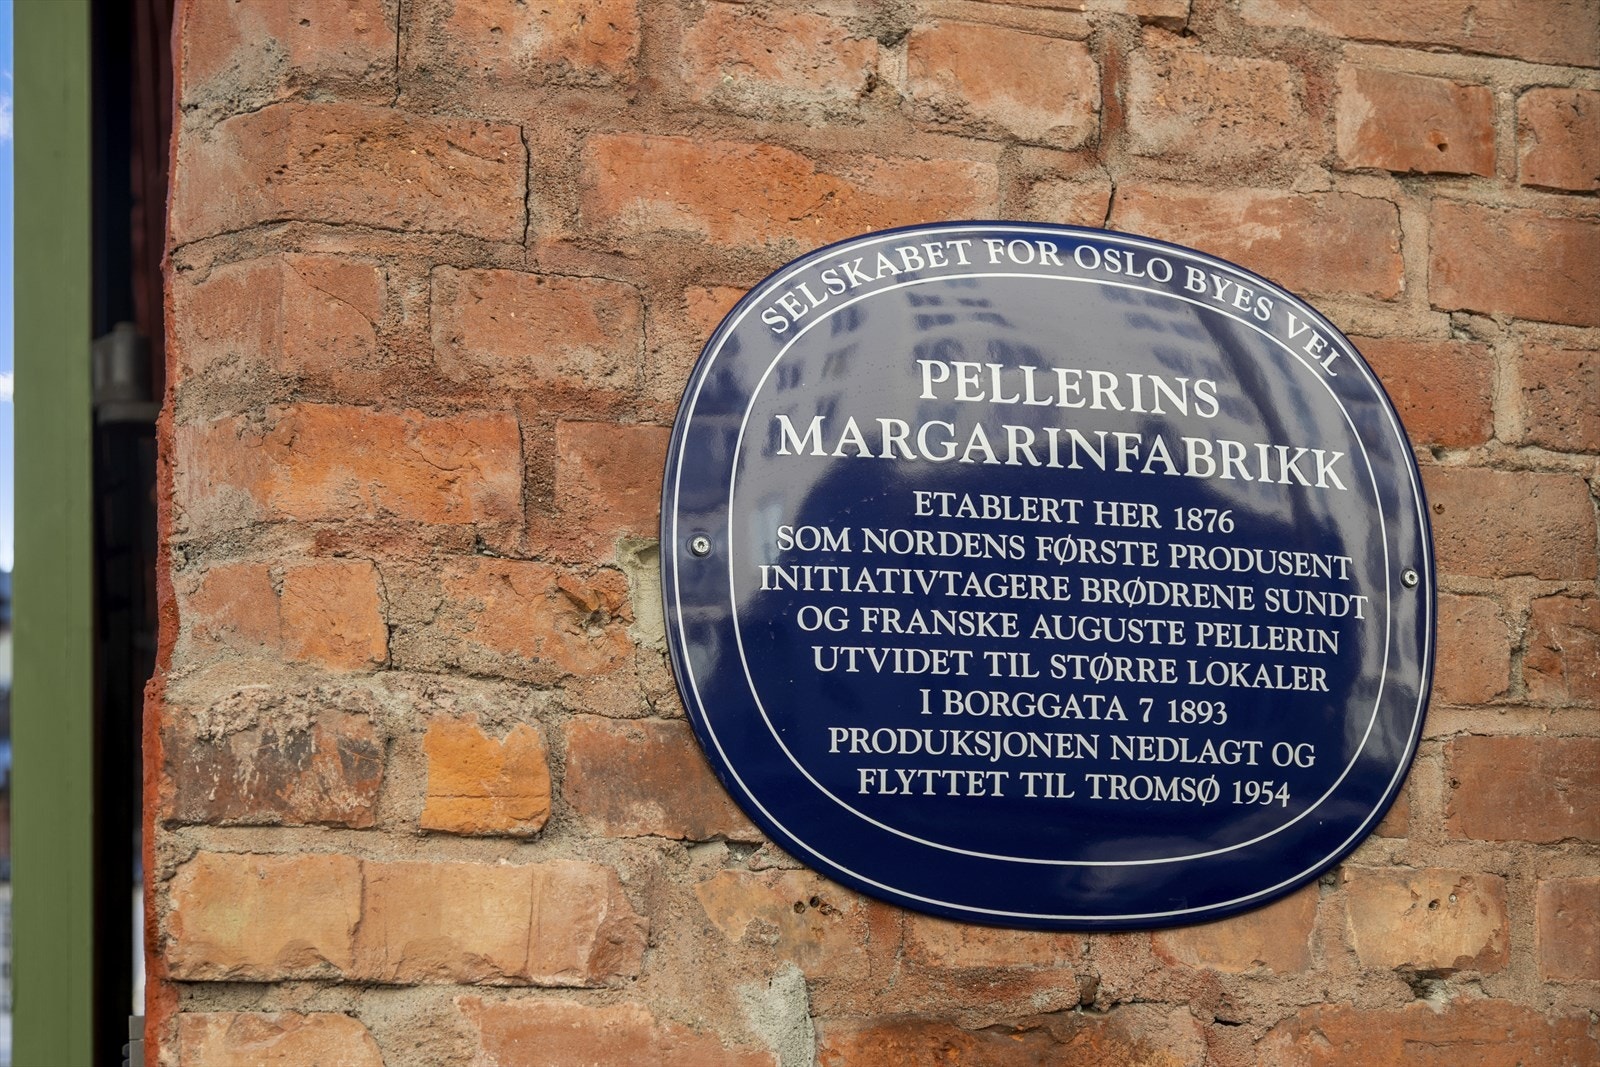 SELSKABET FOR OSLO BYES VEL
PELLERINS
MARGARINFABRIKK
ETABLERT HER 1876
SOM NORDENS FØRSTE PRODUSENT
INITIATIVTAGERE BRØDRENE SUNDT
OG FRANSKE AUGUSTE PELLERIN
UTVIDET TIL STØRRE LOKALER
I BORGGATA 7 1893
PRODUKSJONEN NEDLAGT OG
FLYTTET TIL TROMSØ 1954